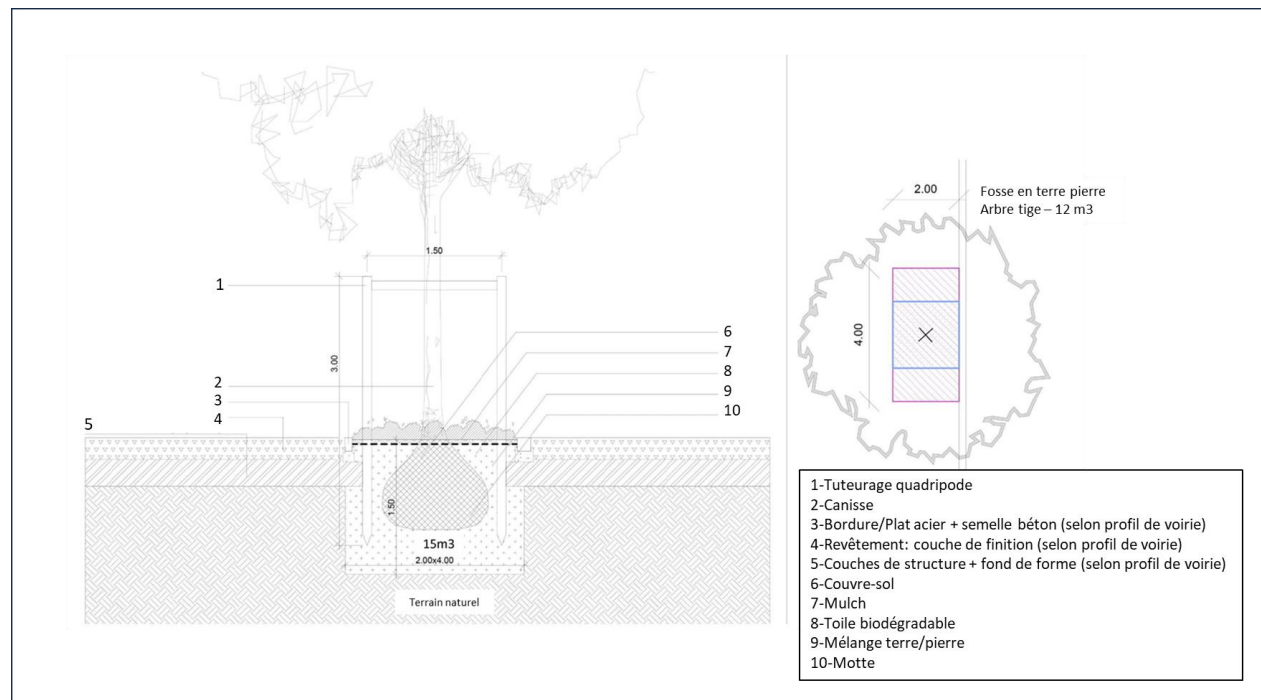 1.50
1
3.00
2
3
4
5
6
7
8
9
10
1.50
15m3
2.00x4.00
Terrain naturel
2.00
Fosse en terre pierre
Arbre tige – 12 m3
4.00
1-Tuteurage quadripode
2-Canisse
3-Bordure/Plat acier + semelle béton (selon profil de voirie)
4-Revêtement: couche de finition (selon profil de voirie)
5-Couches de structure + fond de forme (selon profil de voirie)
6-Couvre-sol
7-Mulch
8-Toile biodégradable
9-Mélange terre/pierre
10-Motte